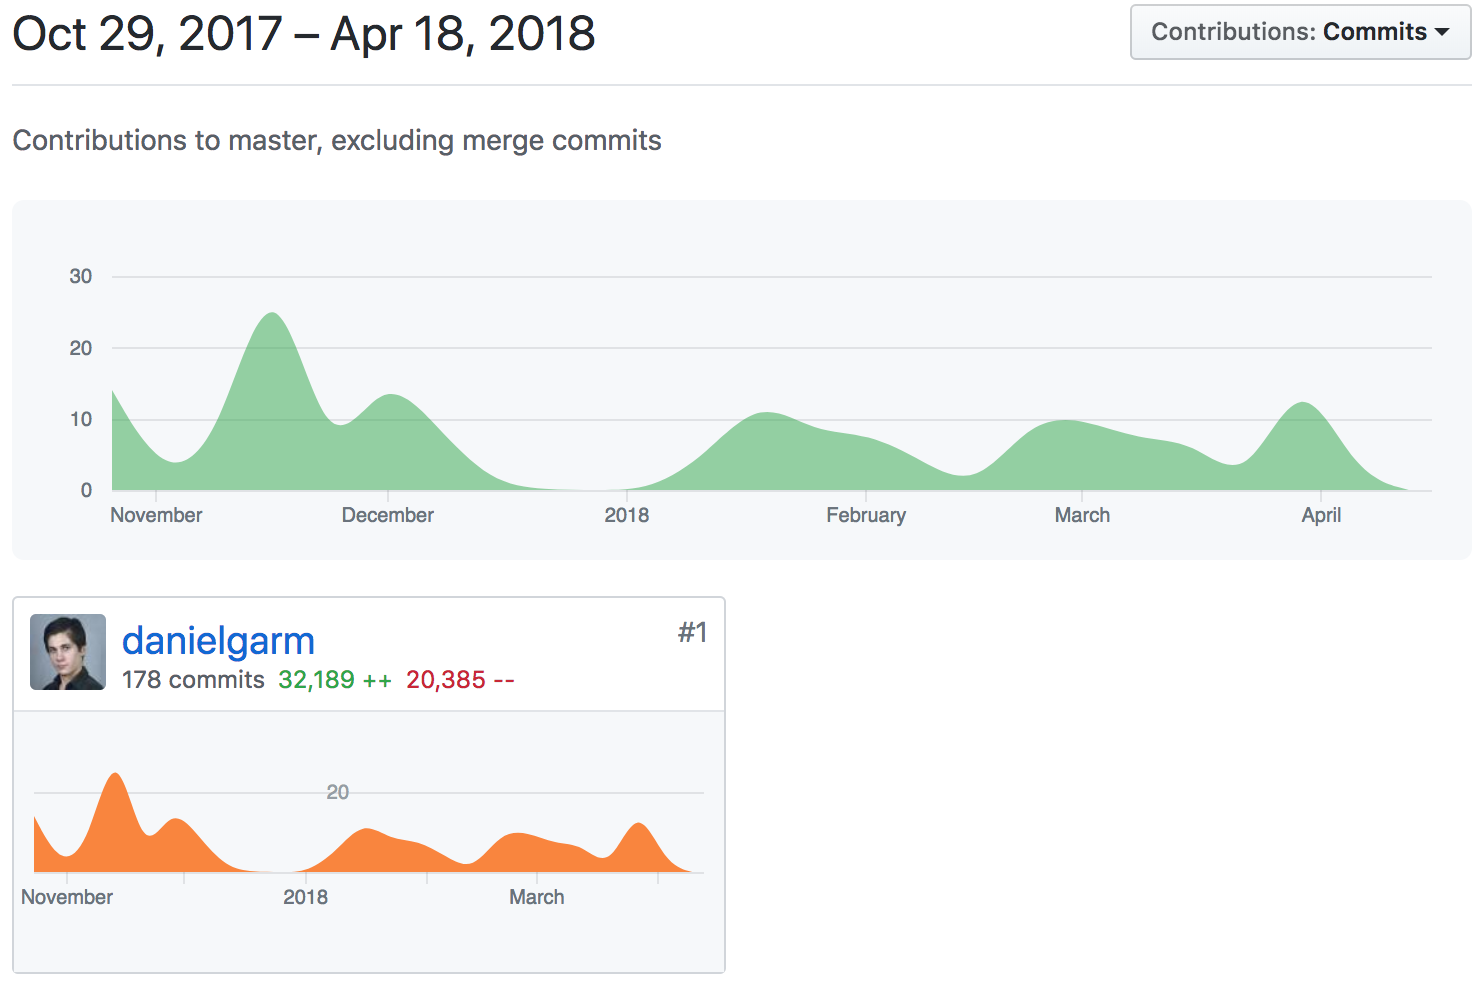 Oct 29, 2017 – Apr 18, 2018
Contributions: Commits
Contributions to master, excluding merge commits
30
20
10
0
November December 2018 February March April
danielgarm
#1
178 commits 32,189 ++ 20,385 --
20
November 2018 March